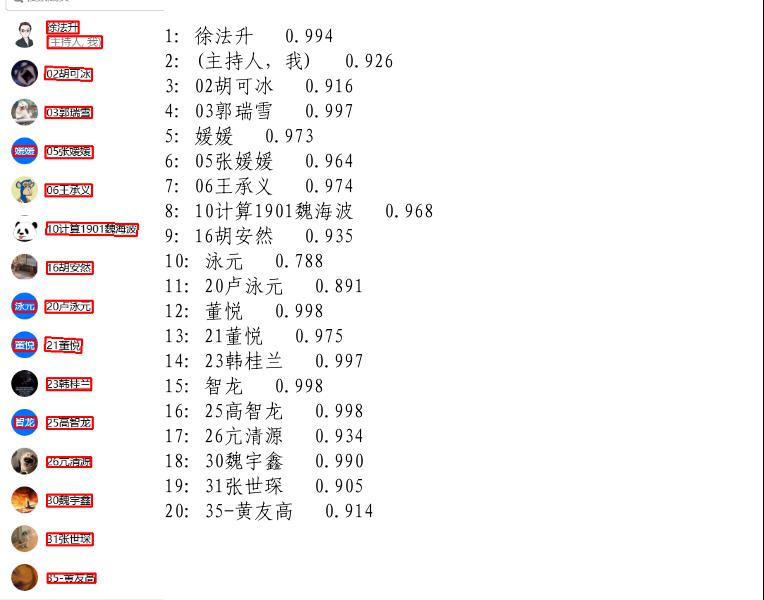 徐法升
(主持人, 我)
02胡可冰
03郭瑞雪
媛媛
05张媛媛
06王承义
10计算1901魏海波
16胡安然
泳元
20卢泳元
董悦
21董悦
23韩桂兰
智龙
25高智龙
26亢清源
30魏宇鑫
31张世琛
35-黄友高
1: 徐法升 0.994
2: (主持人, 我) 0.926
3: 02胡可冰 0.916
4: 03郭瑞雪 0.997
5: 媛媛 0.973
6: 05张媛媛 0.964
7: 06王承义 0.974
8: 10计算1901魏海波 0.968
9: 16胡安然 0.935
10: 泳元 0.788
11: 20卢泳元 0.891
12: 董悦 0.998
13: 21董悦 0.975
14: 23韩桂兰 0.997
15: 智龙 0.998
16: 25高智龙 0.998
17: 26亢清源 0.934
18: 30魏宇鑫 0.990
19: 31张世琛 0.905
20: 35-黄友高 0.914